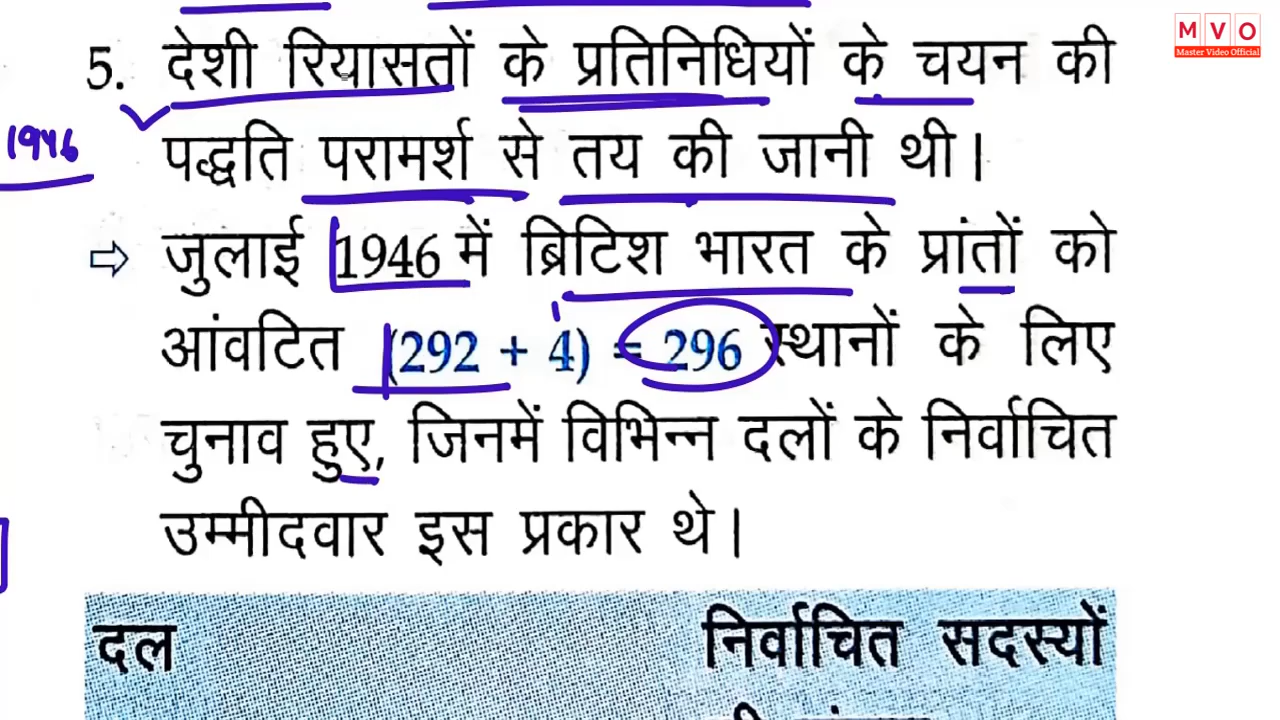 M V O
Master Video Official
5. देशी रियासतों के प्रतिनिधियों के चयन की
1946
पद्धति परामर्श से तय की जानी थी।
⇨ जुलाई 1946 में ब्रिटिश भारत के प्रांतों को
आंवटित (292 + 4) = 296 स्थानों के लिए
चुनाव हुए, जिनमें विभिन्न दलों के निर्वाचित
उम्मीदवार इस प्रकार थे।
दल निर्वाचित सदस्यों